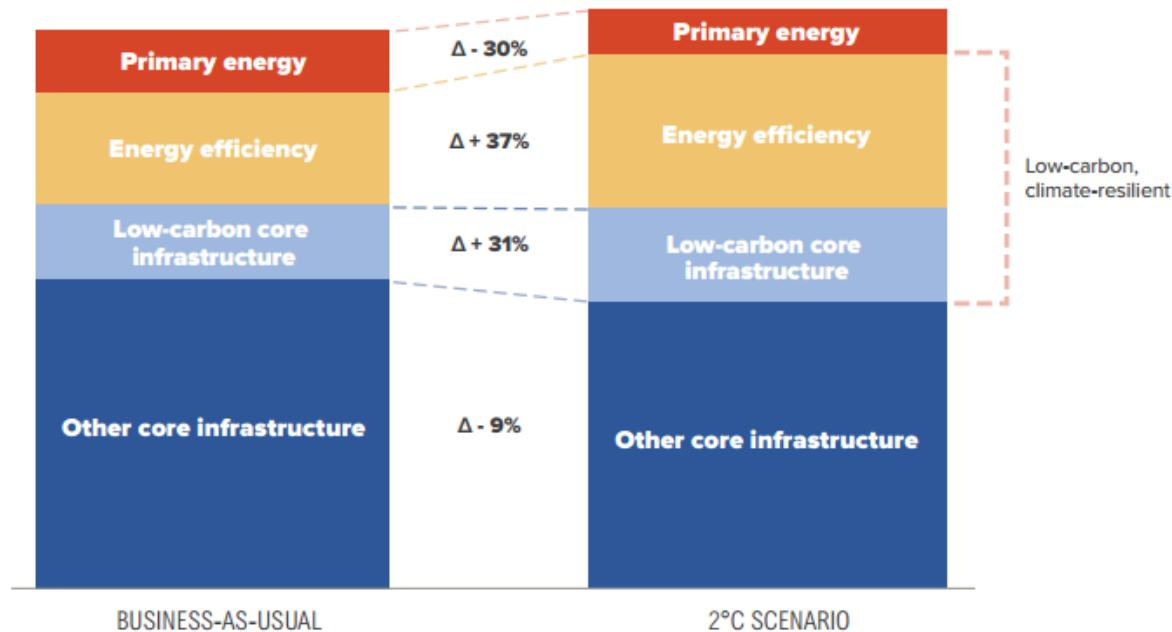 Primary energy
Energy efficiency
Low-carbon core
infrastructure
Other core infrastructure
BUSINESS-AS-USUAL
Δ - 30%
Δ + 37%
Δ + 31%
Δ - 9%
Primary energy
Energy efficiency
Low-carbon core
infrastructure
Other core infrastructure
2°C SCENARIO
Low-carbon,
climate-resilient